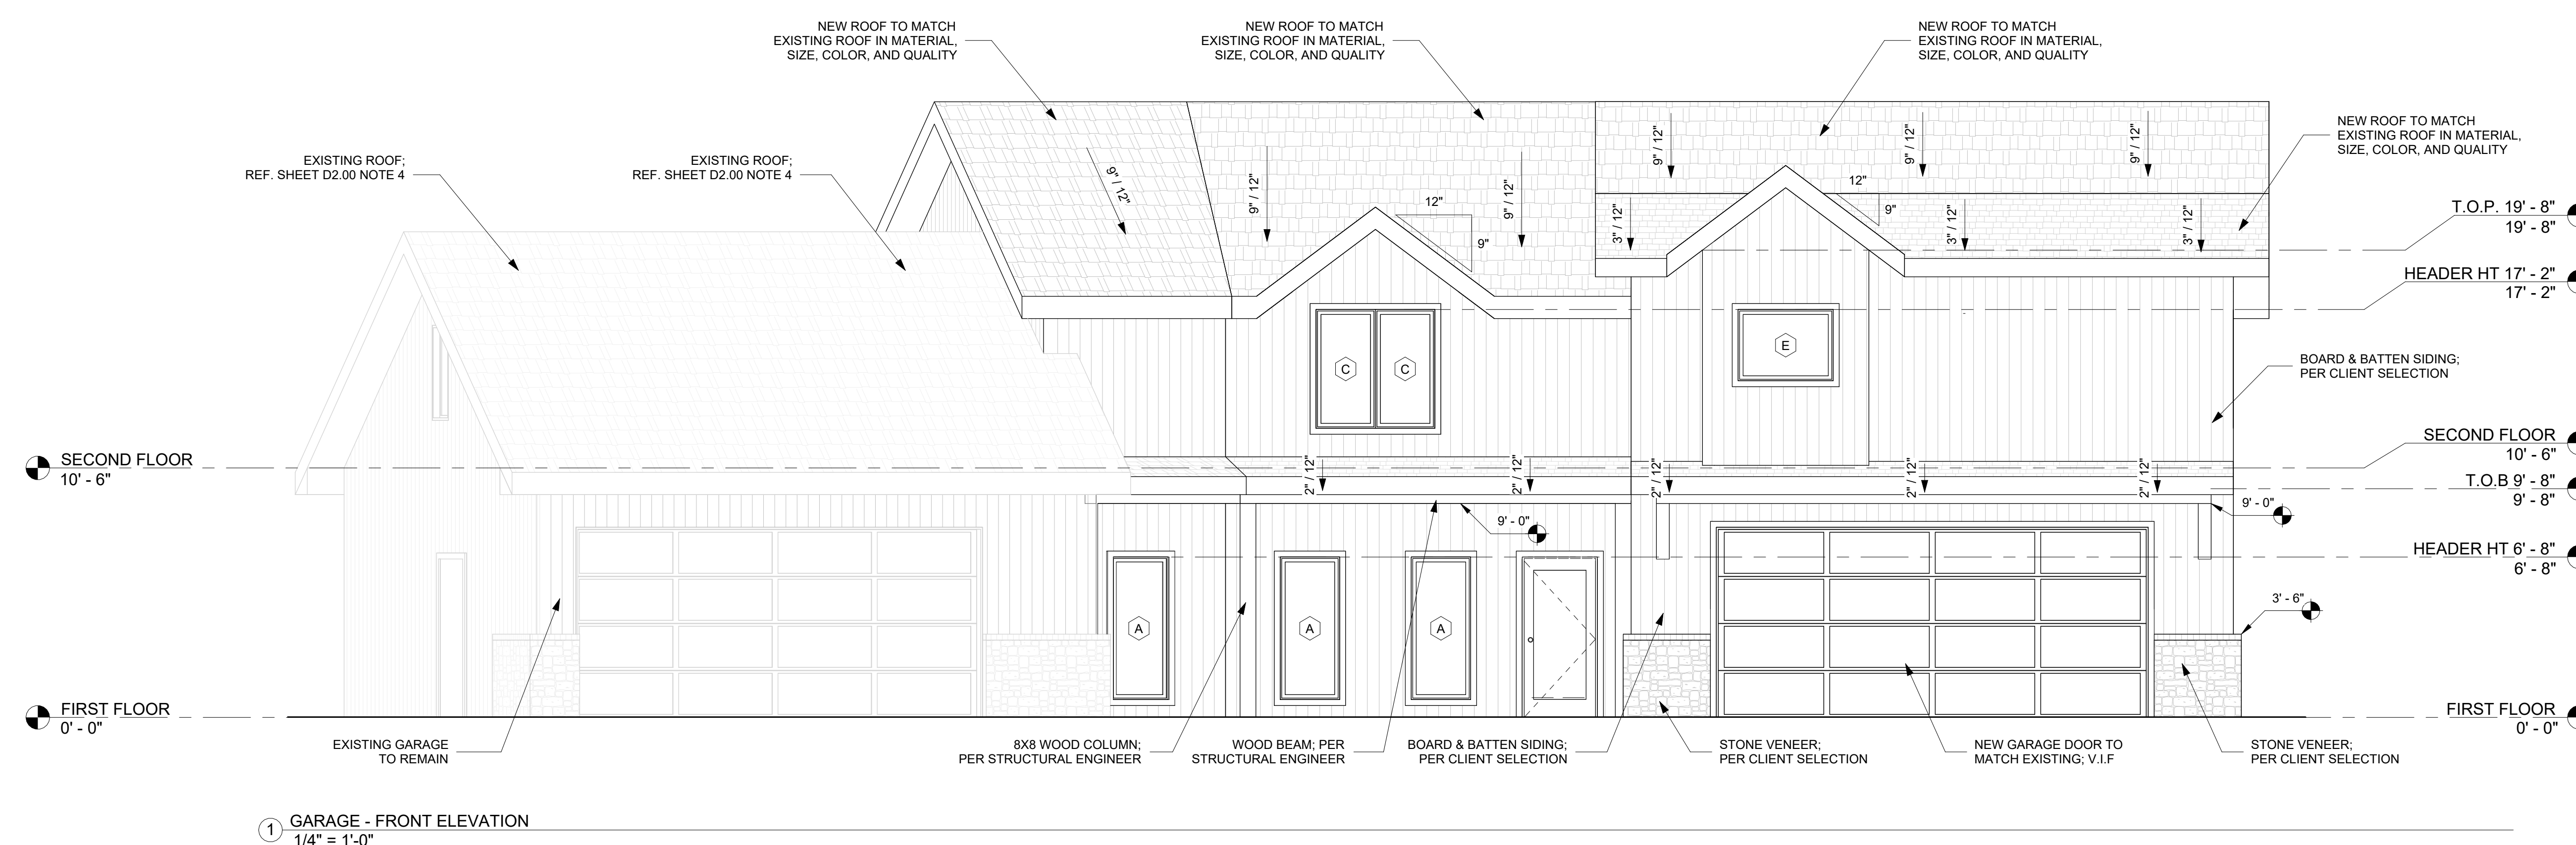 NEW ROOF TO MATCH
EXISTING ROOF IN MATERIAL,
SIZE, COLOR, AND QUALITY
NEW ROOF TO MATCH
EXISTING ROOF IN MATERIAL,
SIZE, COLOR, AND QUALITY
NEW ROOF TO MATCH
EXISTING ROOF IN MATERIAL,
SIZE, COLOR, AND QUALITY
NEW ROOF TO MATCH
EXISTING ROOF IN MATERIAL,
SIZE, COLOR, AND QUALITY
EXISTING ROOF;
REF. SHEET D2.00 NOTE 4
EXISTING ROOF;
REF. SHEET D2.00 NOTE 4
9" / 12"
9" / 12"
9" / 12"
9" / 12"
9" / 12"
9" / 12"
12"
9"
12"
9"
3" / 12"
3" / 12"
3" / 12"
T.O.P. 19' - 8"
19' - 8"
HEADER HT 17' - 2"
17' - 2"
C
C
E
BOARD & BATTEN SIDING;
PER CLIENT SELECTION
SECOND FLOOR
10' - 6"
SECOND FLOOR
10' - 6"
2" / 12"
2" / 12"
2" / 12"
2" / 12"
2" / 12"
T.O.B 9' - 8"
9' - 8"
9' - 0"
9' - 0"
HEADER HT 6' - 8"
6' - 8"
3' - 6"
A
A
A
FIRST FLOOR
0' - 0"
FIRST FLOOR
0' - 0"
EXISTING GARAGE
TO REMAIN
8X8 WOOD COLUMN;
PER STRUCTURAL ENGINEER
WOOD BEAM; PER
STRUCTURAL ENGINEER
BOARD & BATTEN SIDING;
PER CLIENT SELECTION
STONE VENEER;
PER CLIENT SELECTION
NEW GARAGE DOOR TO
MATCH EXISTING; V.I.F
STONE VENEER;
PER CLIENT SELECTION
1
GARAGE - FRONT ELEVATION
1/4" = 1'-0"